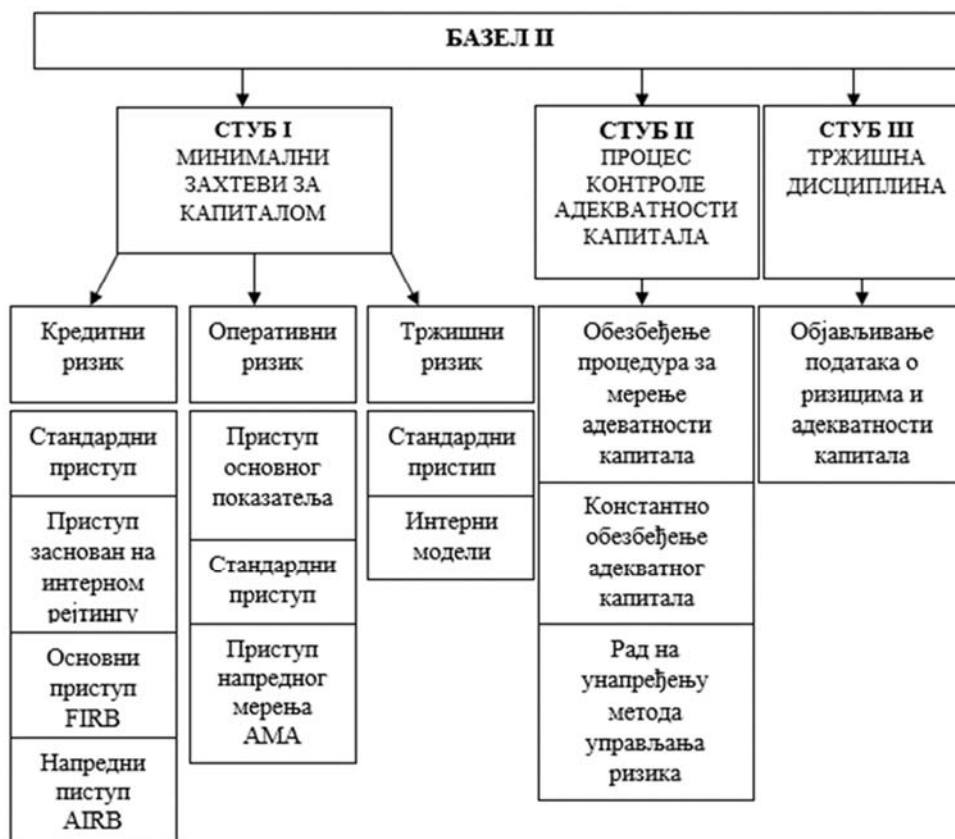 БАЗЕЛ II
СТУБ I
МИНИМАЛНИ
ЗАХТЕВИ ЗА
КАПИТАЛОМ
СТУБ II
ПРОЦЕС
КОНТРОЛЕ
АДЕКВАТНОСТИ
КАПИТАЛА
СТУБ III
ТРЖИШНА
ДИСЦИПЛИНА
Кредитни
ризик
Стандардни
приступ
Приступ
заснован на
интерном
рејтингу
Основни
приступ
FIRB
Напредни
писtуп
AIRB
Оперативни
ризик
Приступ
основног
показатеља
Стандардни
приступ
Приступ
напредног
мерења
АМА
Тржишни
ризик
Стандардни
пристип
Интерни
модели
Обезбеђење
процедура за
мерење
адеватности
капитала
Константно
обезбеђење
адекватног
капитала
Рад на
унапређењу
метода
управљања
ризика
Објављивање
података о
ризицима и
адекватности
капитала